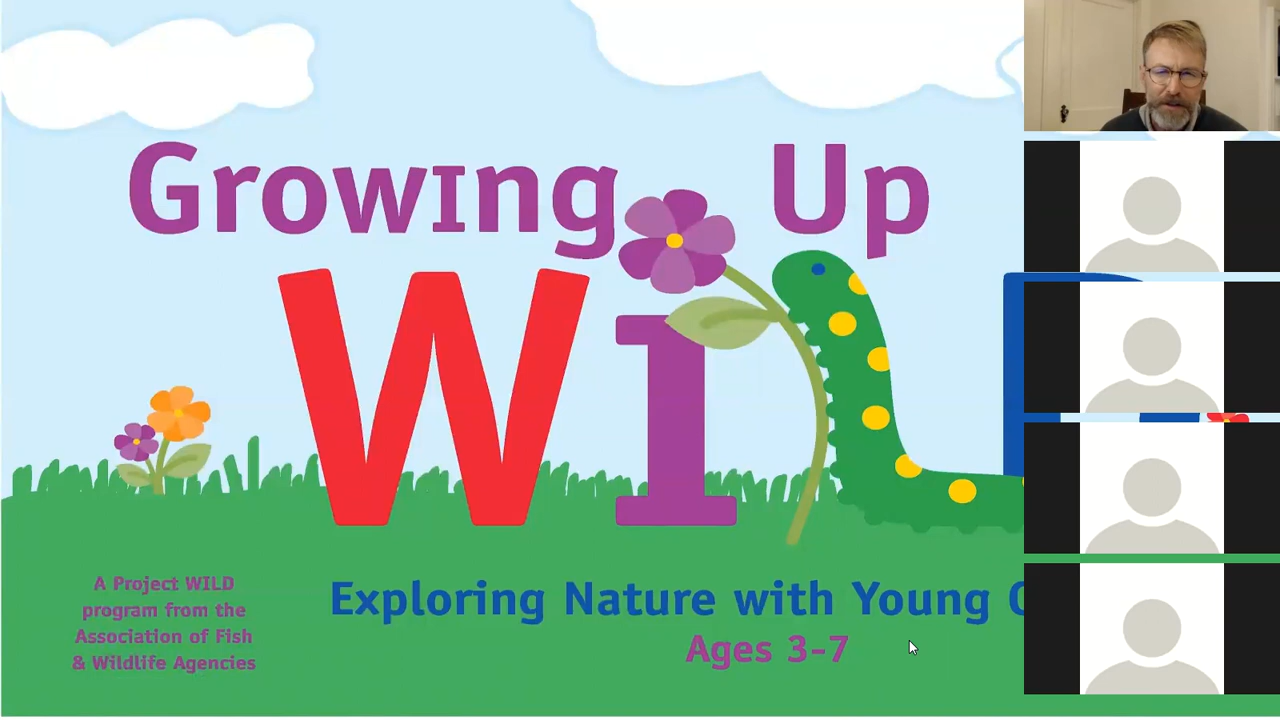 Growing Up
WiL
Exploring Nature with Young
Ages 3-7
A Project WILD
program from the
Association of Fish
& Wildlife Agencies